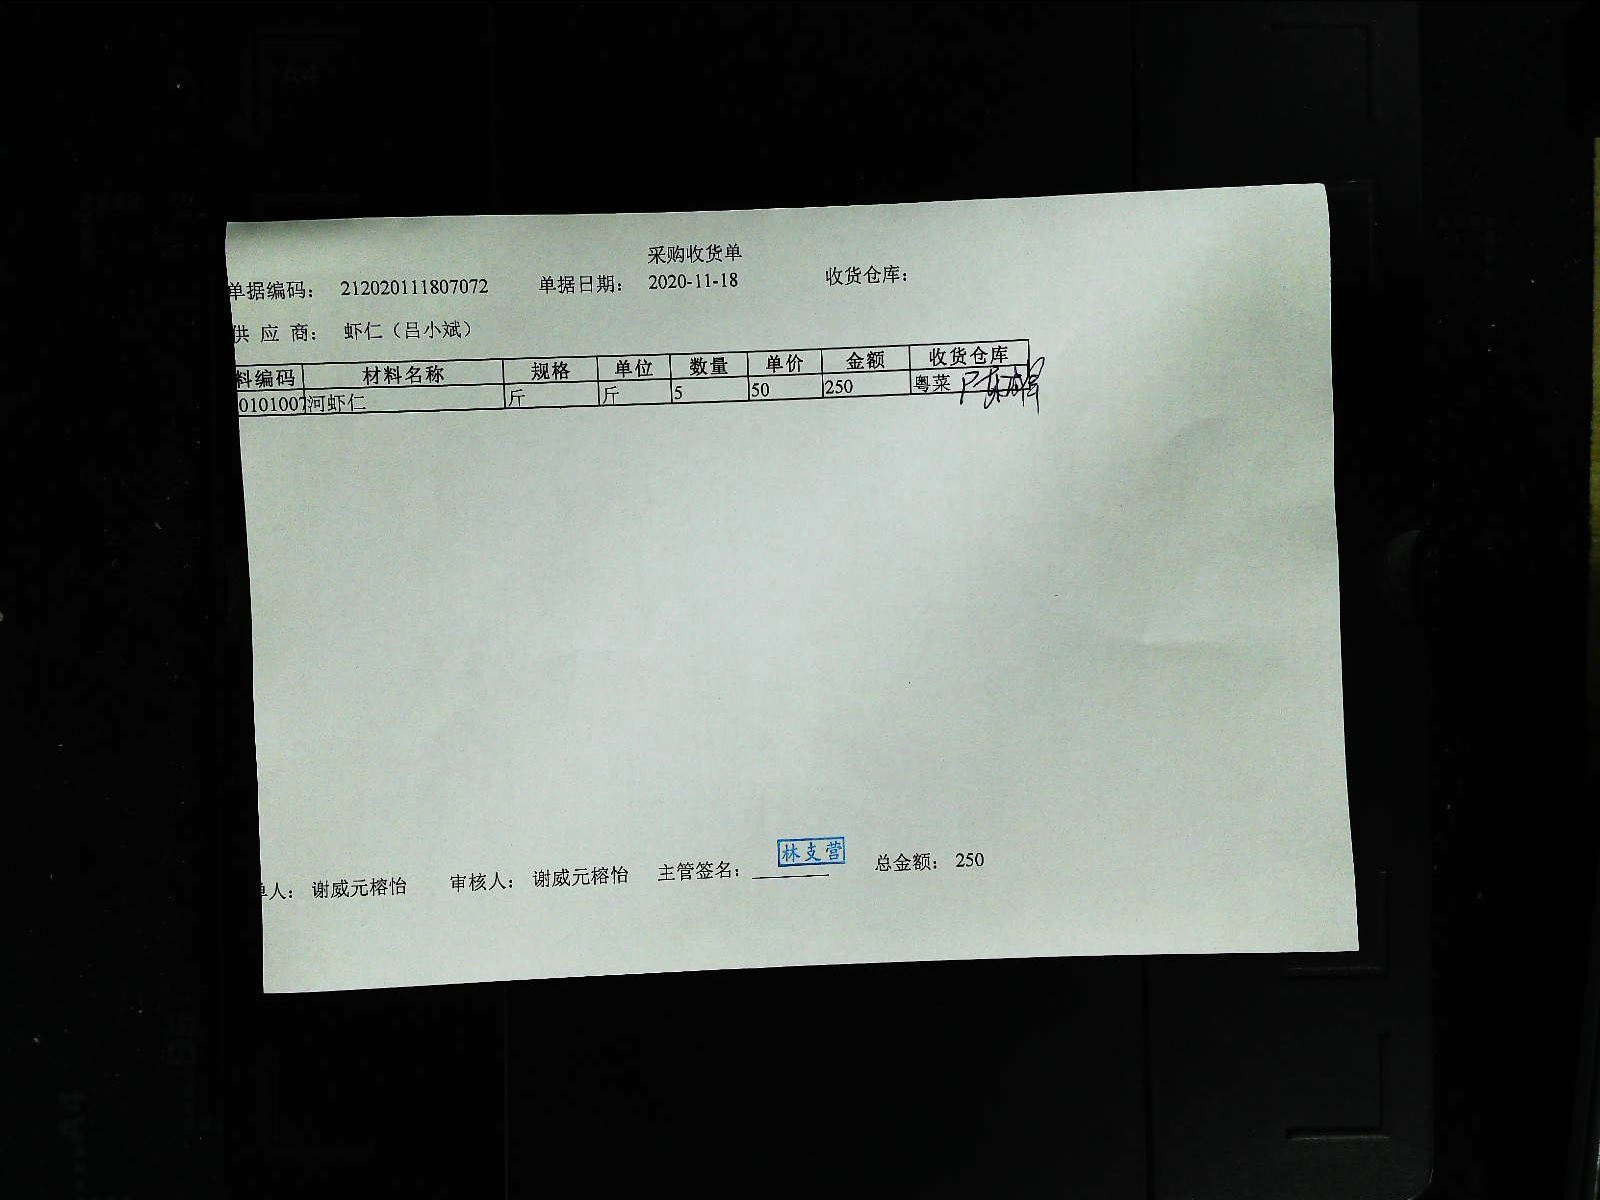 采购收货单
单据编码： 212020111807072 单据日期： 2020-11-18 收货仓库：
供 应 商： 虾仁（吕小斌）
料编码 材料名称 规格 单位 数量 单价 金额 收货仓库
0101007 河虾仁 斤 斤 5 50 250 粤菜
单人： 谢威元榕怡 审核人： 谢威元榕怡 主管签名： 林支营 总金额： 250